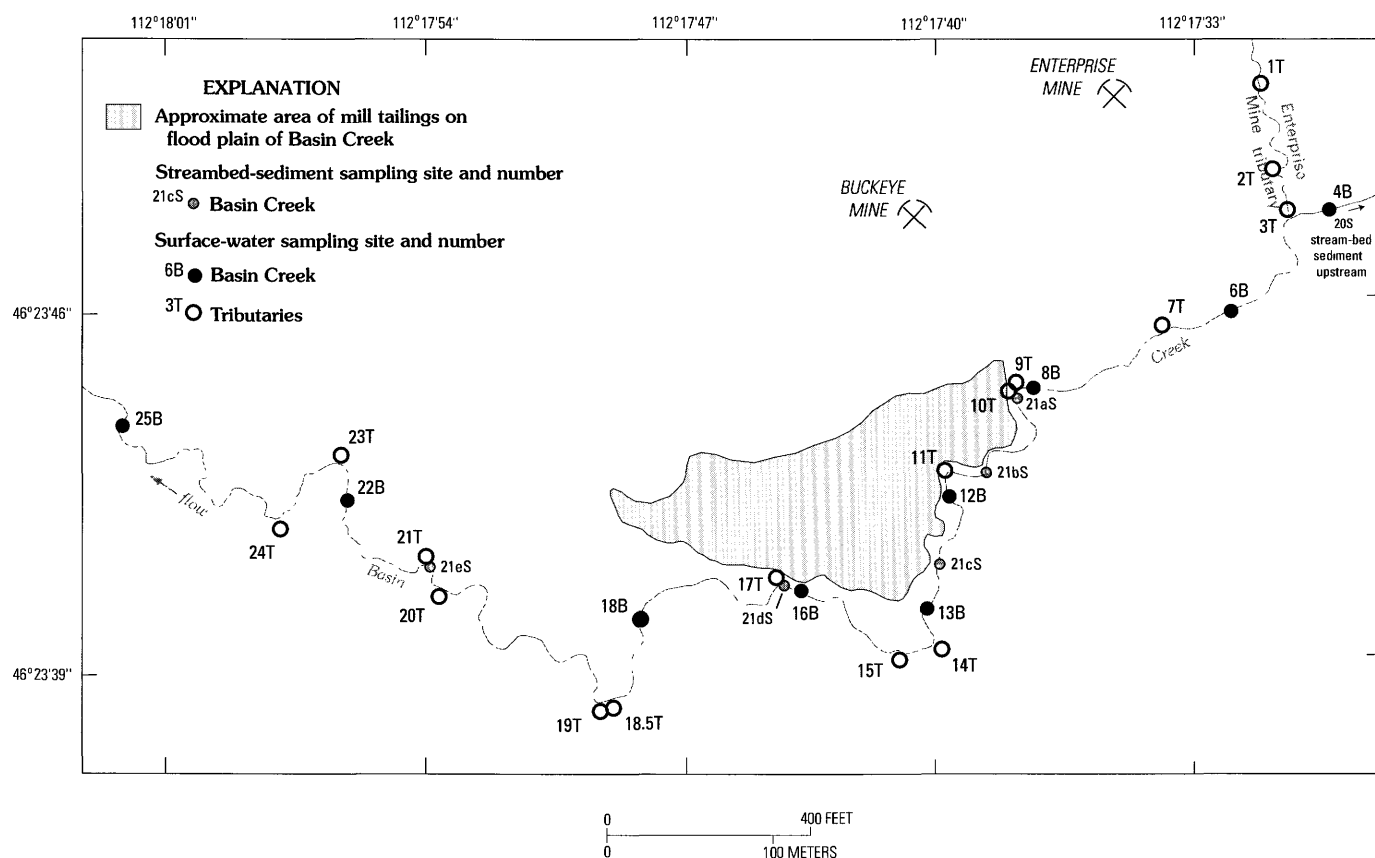 112°18'01"
112°17'54"
112°17'47"
112°17'40"
112°17'33"
EXPLANATION
Approximate area of mill tailings on
flood plain of Basin Creek
Streambed-sediment sampling site and number
21cS Basin Creek
Surface-water sampling site and number
6B Basin Creek
3T Tributaries
ENTERPRISE
MINE
BUCKEYE
MINE
1T
Enterprise
Mine tributary
2T
3T
4B
20S
stream-bed
sediment
upstream
46°23'46"
6B
7T
Creek
9T
8B
10T
21aS
11T
21bS
12B
21cS
13B
14T
15T
16B
17T
21dS
18B
18.5T
19T
20T
21T
21eS
Basin
22B
23T
24T
25B
flow
46°23'39"
0
400 FEET
0
100 METERS